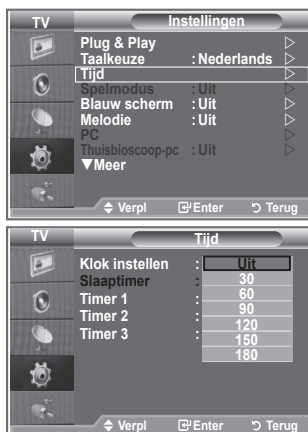 TV Instellingen
Plug & Play
Taalkeuze : Nederlands
Tijd
Spelmodus : Uit
Blauw scherm : Uit
Melodie : Uit
PC
Thuisbioscoop-pc : Uit
▼Meer
Verpl Enter Terug
TV Tijd
Klok instellen : Uit
Slaaptimer : 30
Timer 1 : 60
Timer 2 : 90
Timer 3 : 120
150
180
Verpl Enter Terug